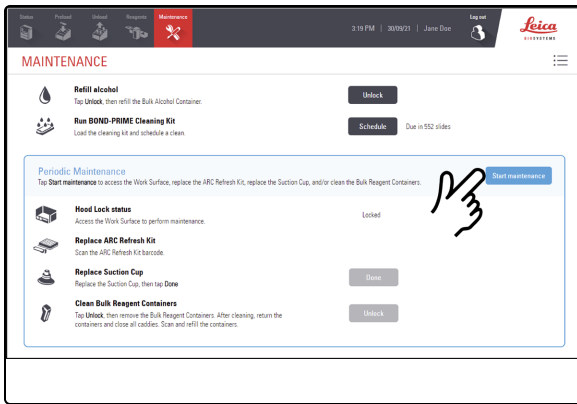 Status Preload Unload Reagents Maintenance
3:19 PM | 30/09/21 | Jane Doe
Log out
Leica
BIOSYSTEMS
MAINTENANCE
Refill alcohol
Tap Unlock, then refill the Bulk Alcohol Container.
Unlock
Run BOND-PRIME Cleaning Kit
Load the cleaning kit and schedule a clean.
Schedule
Due in 552 slides
Periodic Maintenance
Tap Start maintenance to access the Work Surface, replace the ARC Refresh Kit, replace the Suction Cup, and/or clean the Bulk Reagent Containers.
Start maintenance
Hood Lock status
Access the Work Surface to perform maintenance.
Locked
Replace ARC Refresh Kit
Scan the ARC Refresh Kit barcode.
Replace Suction Cup
Replace the Suction Cup, then tap Done
Done
Clean Bulk Reagent Containers
Tap Unlock, then remove the Bulk Reagent Containers. After cleaning, return the
containers and close all caddies. Scan and refill the containers.
Unlock